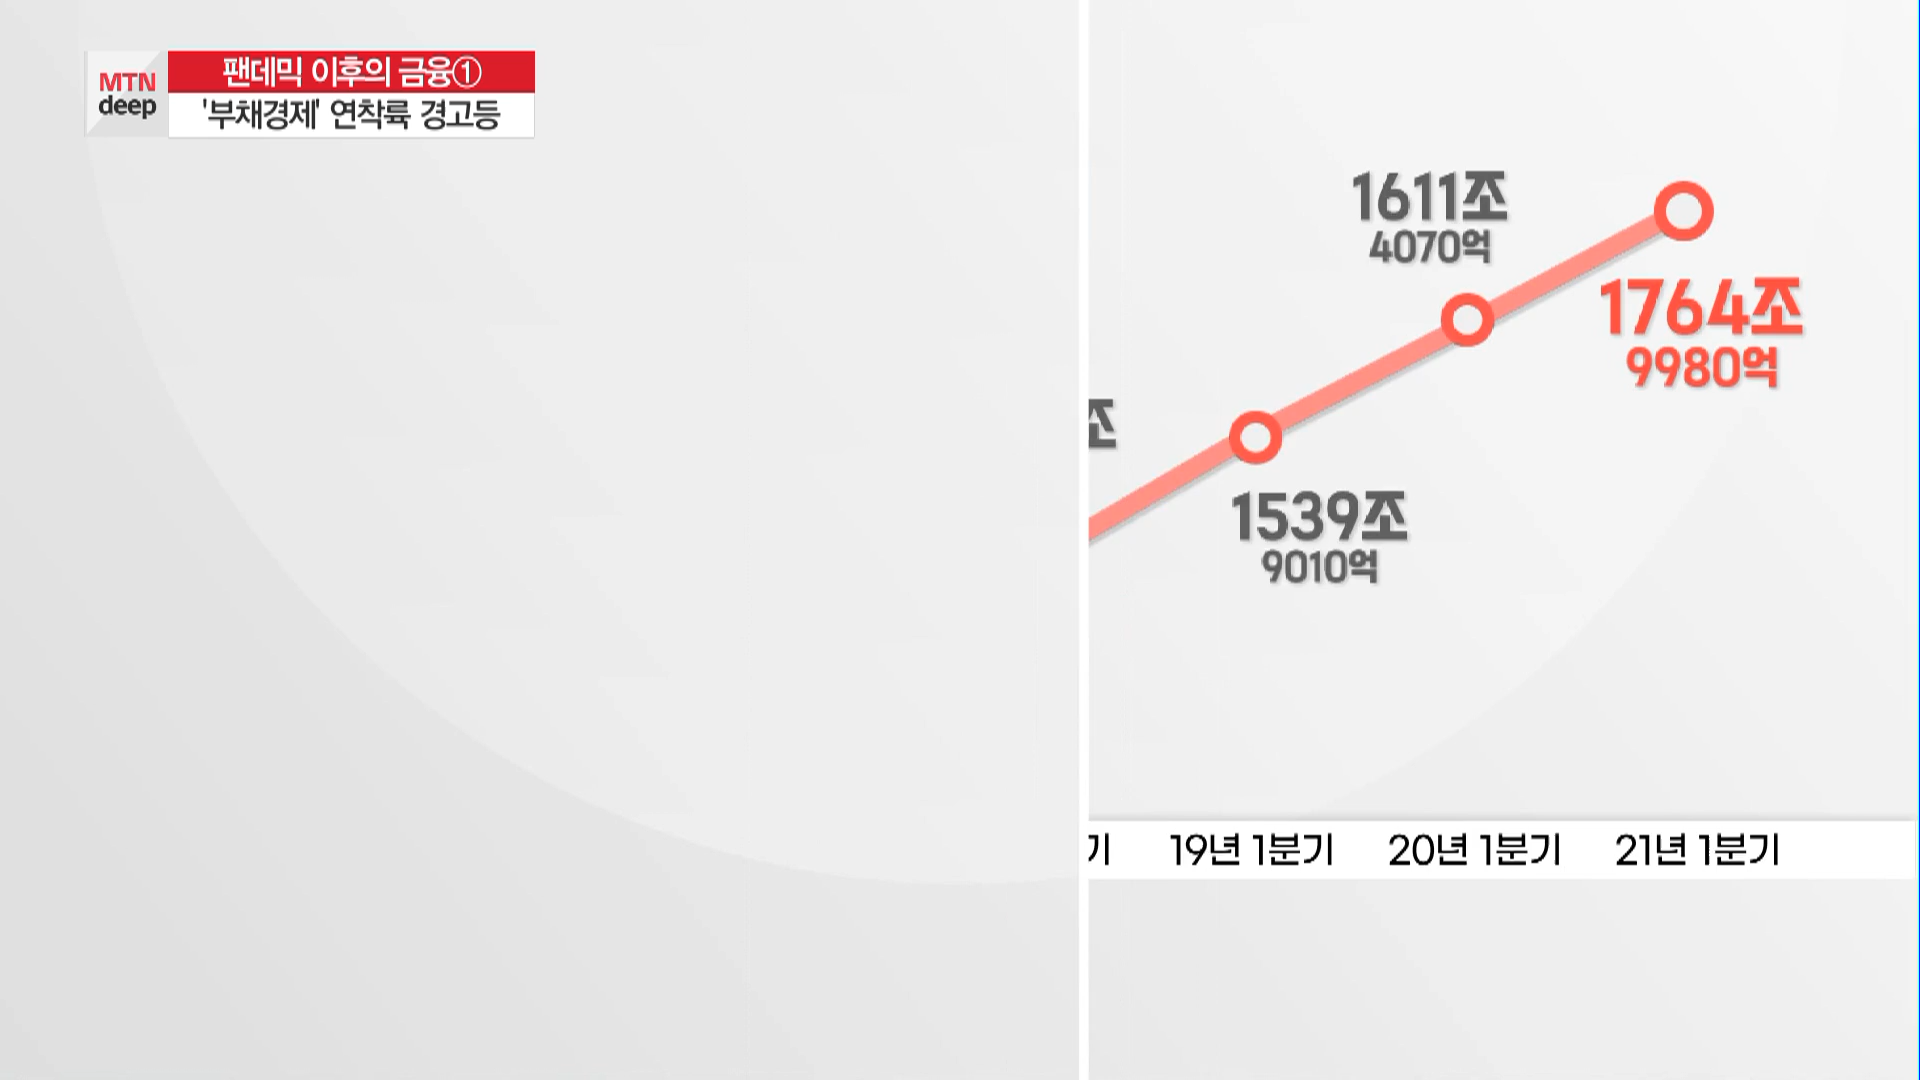 MTN
deep
팬데믹 이후의 금융①
'부채경제' 연착륙 경고등
1611조
4070억
1764조
9980억
조
1539조
9010억
기 19년 1분기 20년 1분기 21년 1분기